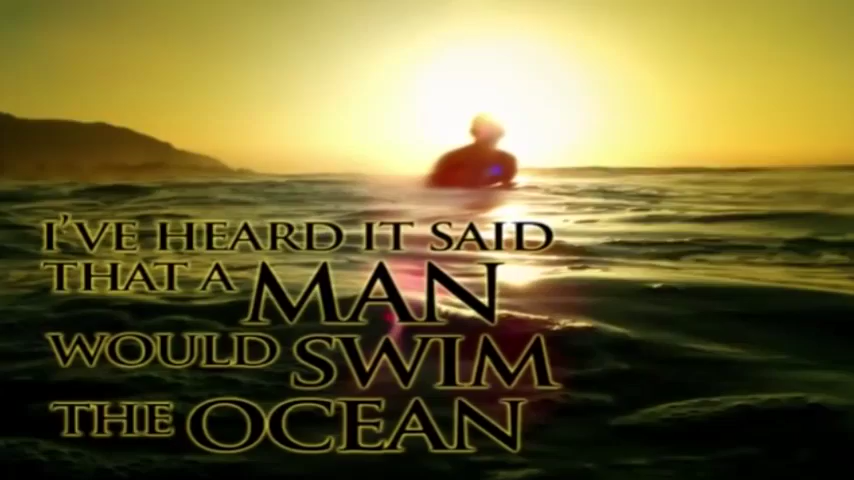 I'VE HEARD IT SAID
THAT A MAN
WOULD SWIM
THE OCEAN